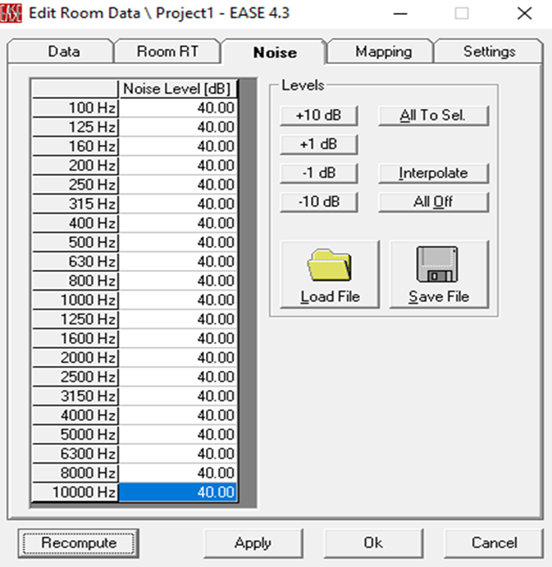 EASE Edit Room Data \ Project1 - EASE 4.3
Data Room RT Noise Mapping Settings
Noise Level [dB]
100 Hz 40.00
125 Hz 40.00
160 Hz 40.00
200 Hz 40.00
250 Hz 40.00
315 Hz 40.00
400 Hz 40.00
500 Hz 40.00
630 Hz 40.00
800 Hz 40.00
1000 Hz 40.00
1250 Hz 40.00
1600 Hz 40.00
2000 Hz 40.00
2500 Hz 40.00
3150 Hz 40.00
4000 Hz 40.00
5000 Hz 40.00
6300 Hz 40.00
8000 Hz 40.00
10000 Hz 40.00
Levels
+10 dB All To Sel.
+1 dB
-1 dB Interpolate
-10 dB All Off
Load File Save File
Recompute Apply Ok Cancel